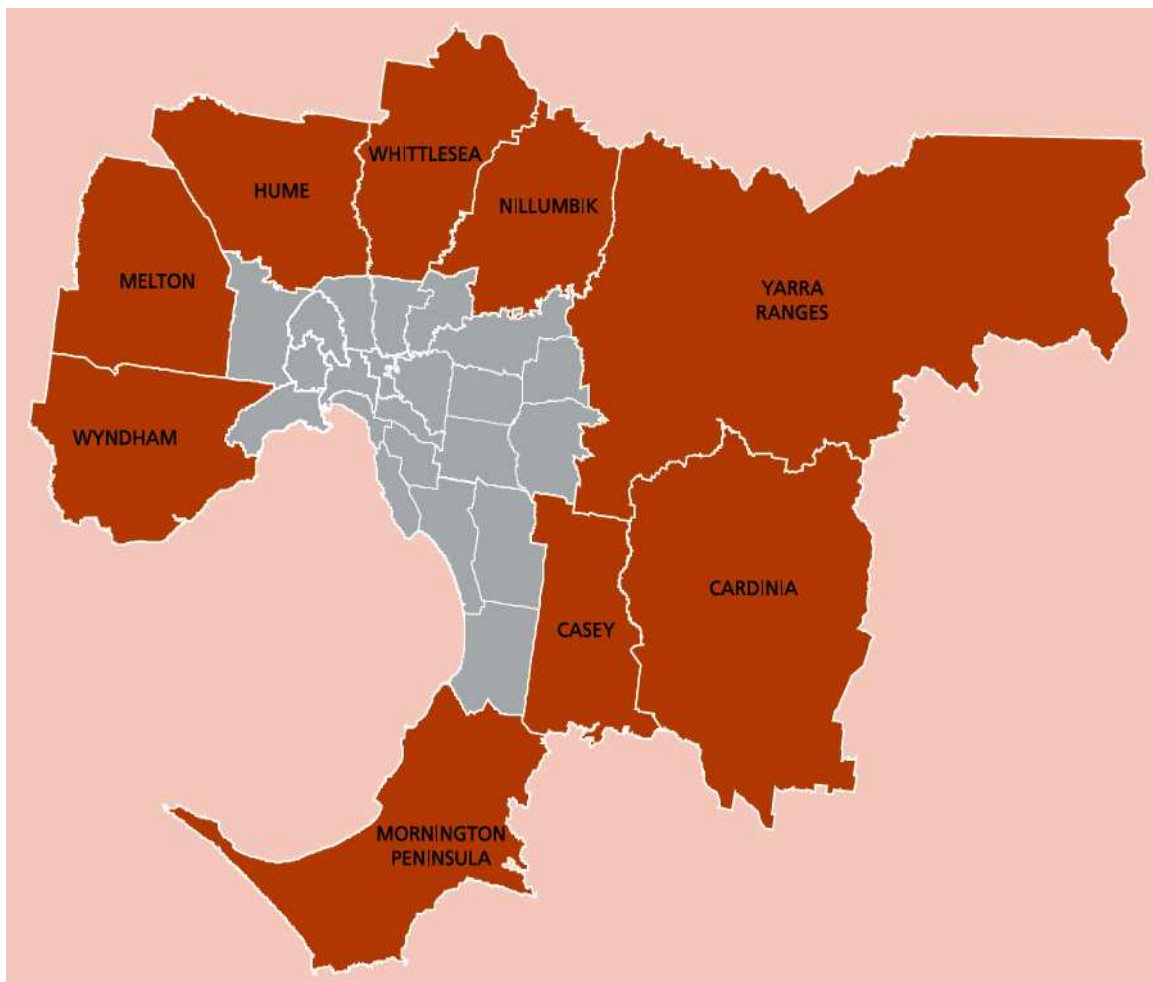 WHITTLESEA
HUME
NILLUMBIK
MELTON
YARRA
RANGES
WYNDHAM
CARDINIA
CASEY
MORNINGTON
PENINSULA